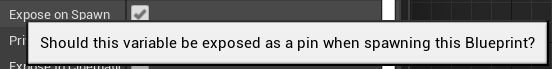 Expose on Spawn
Should this variable be exposed as a pin when spawning this Blueprint?